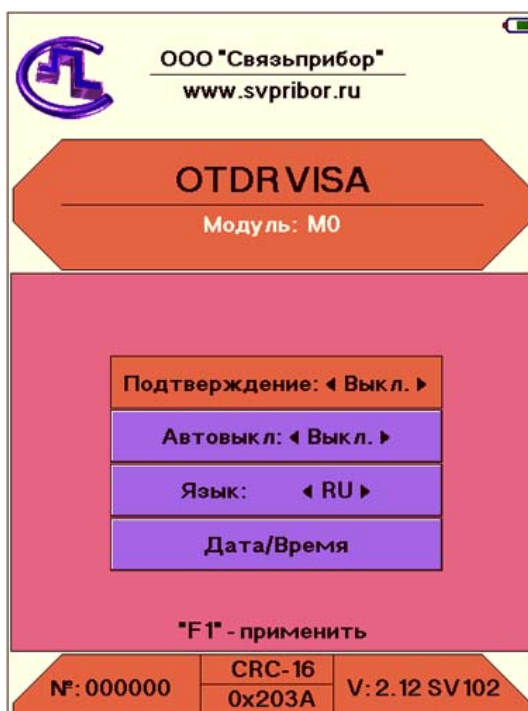 ООО "Связьприбор"
www.svpribor.ru
OTDR VISA
Модуль: М0
Подтверждение: Выкл.
Автовыкл: Выкл.
Язык: RU
Дата/Время
"F1" - применить
№: 000000
CRC-16
0x203A
V: 2.12 SV102